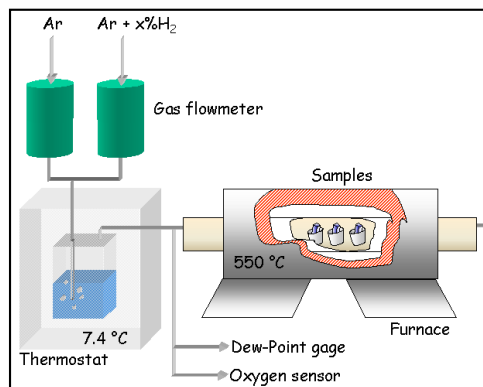 Ar
Ar + x%H₂
Gas flowmeter
Samples
550 °C
7.4 °C
Thermostat
Furnace
Dew-Point gage
Oxygen sensor